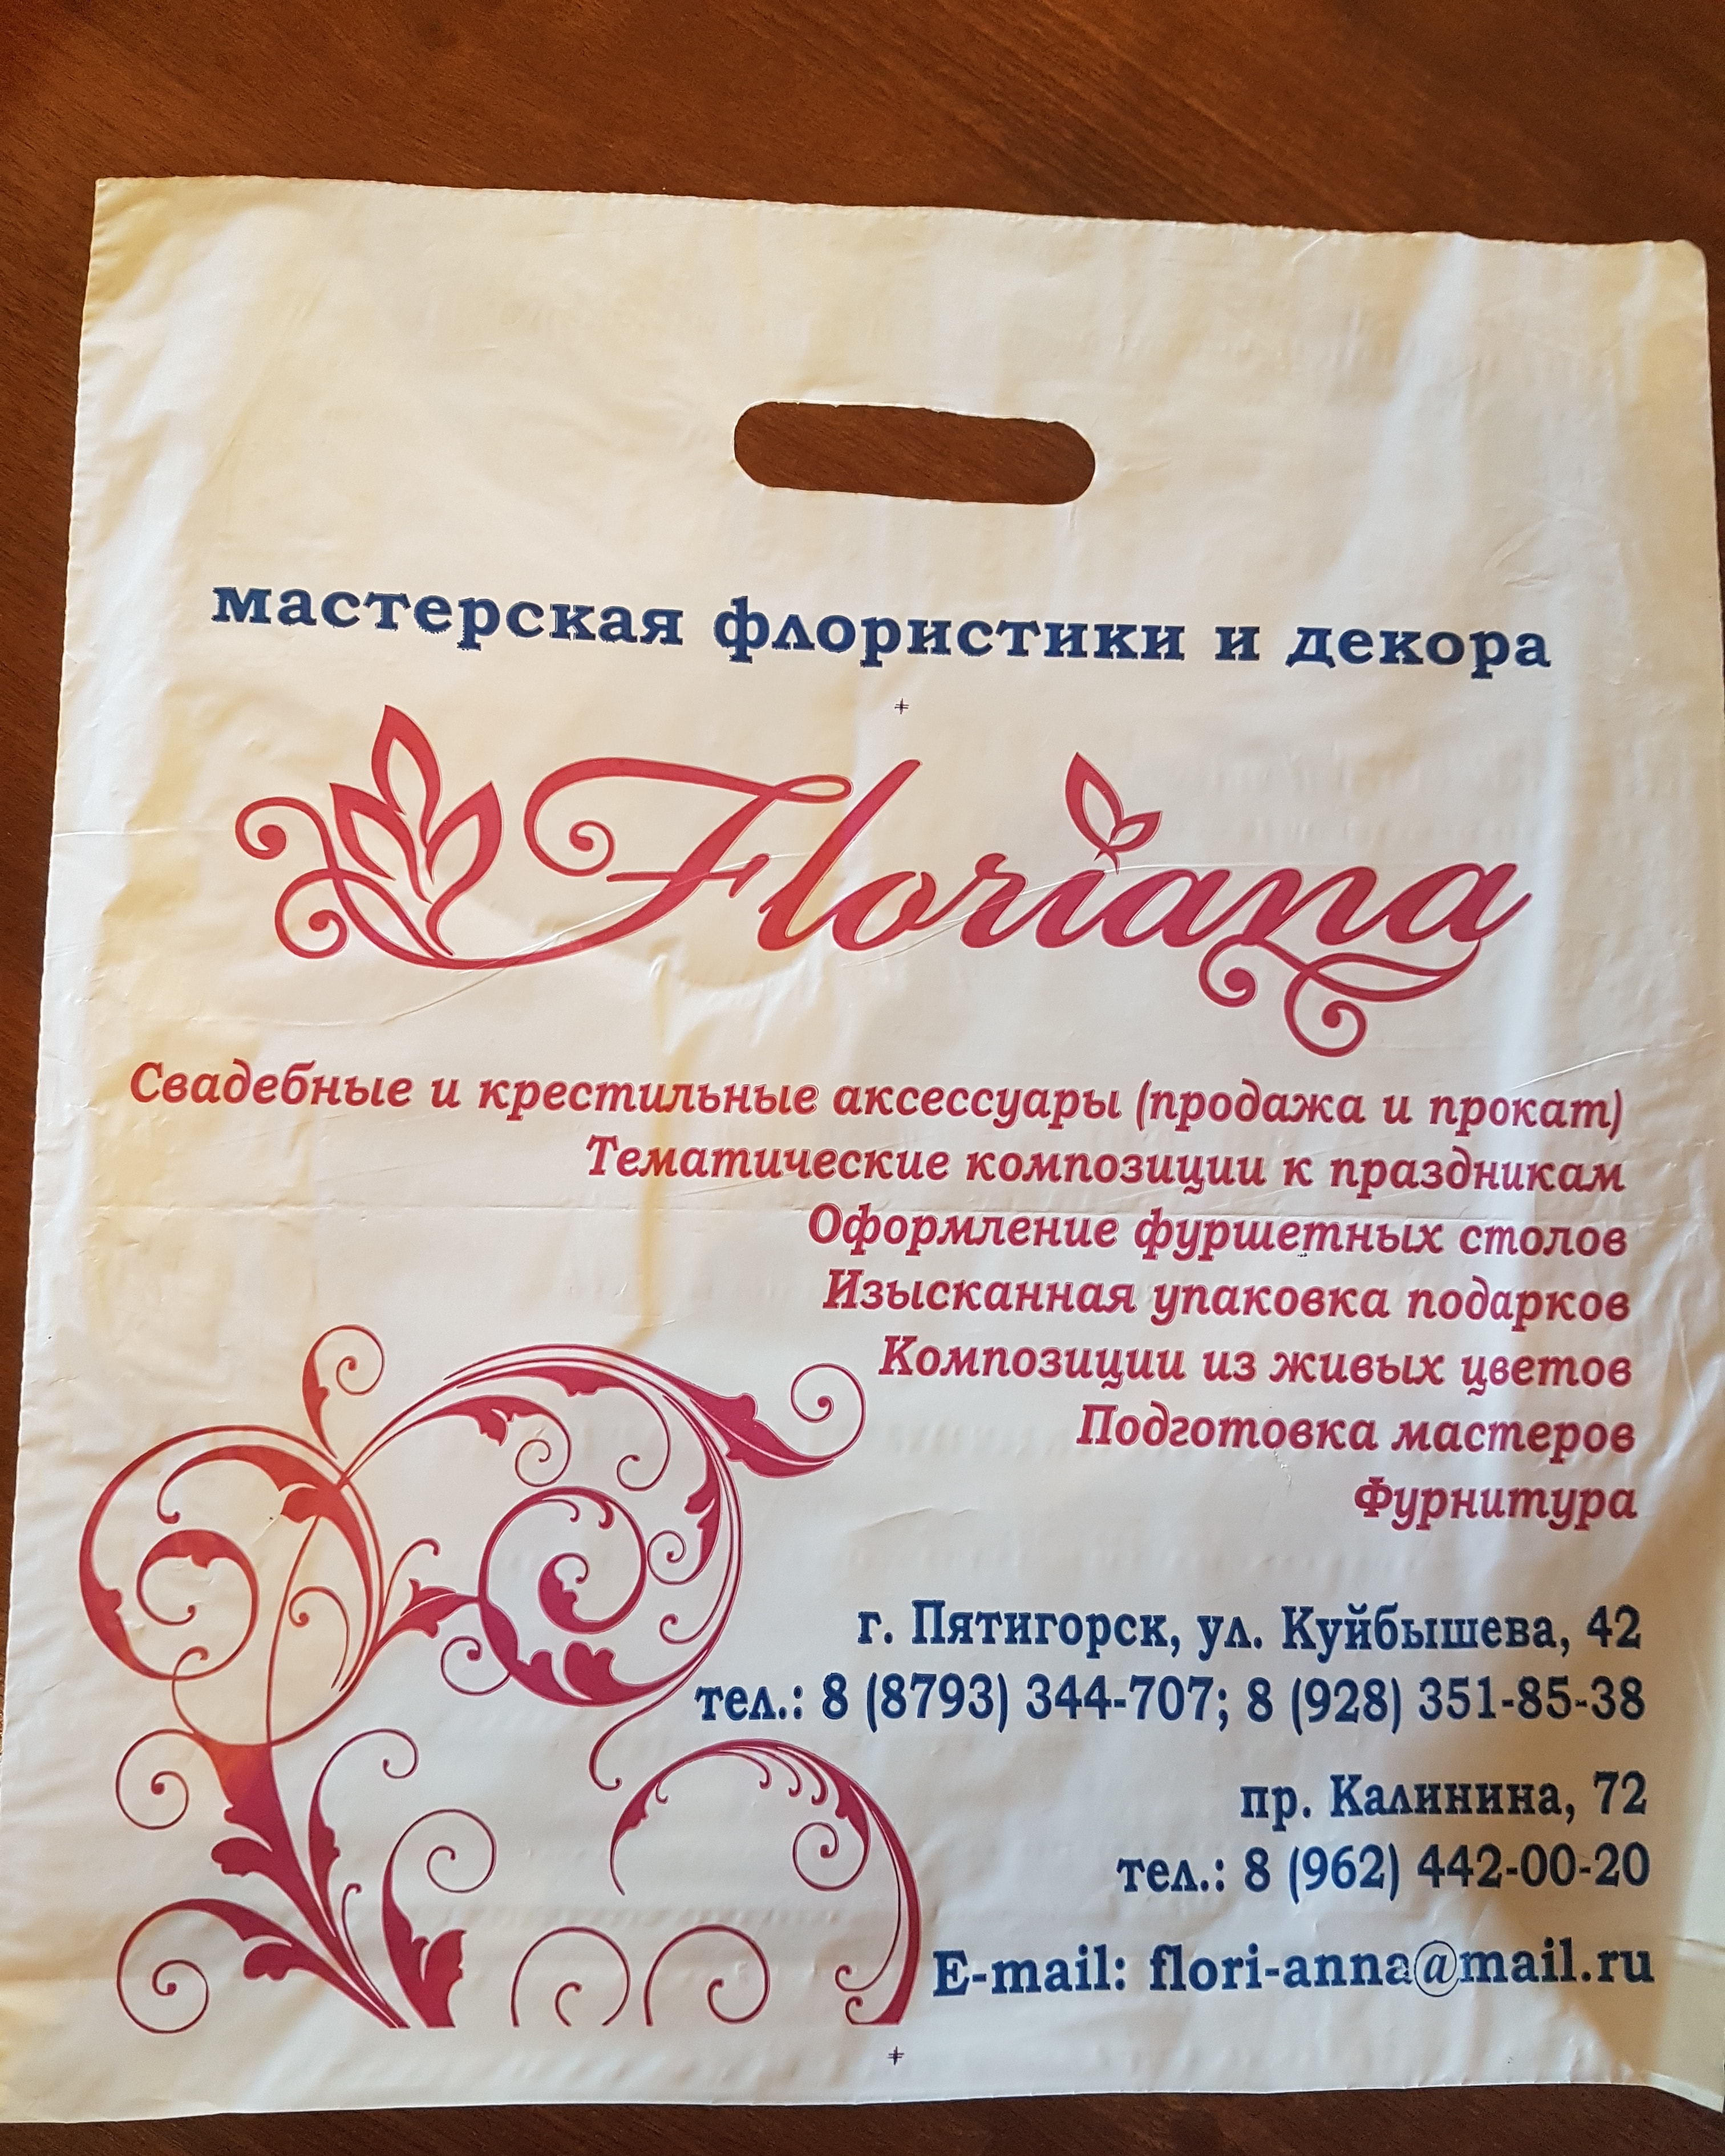 мастерская флористики и декора
Floriana
Свадебные и крестильные аксессуары (продажа и прокат)
Тематические композиции к праздникам
Оформление фуршетных столов
Изысканная упаковка подарков
Композиции из живых цветов
Подготовка мастеров
Фурнитура
г. Пятигорск, ул. Куйбышева, 42
тел.: 8 (8793) 344-707; 8 (928) 351-85-38
пр. Калинина, 72
тел.: 8 (962) 442-00-20
E-mail: flori-anna@mail.ru